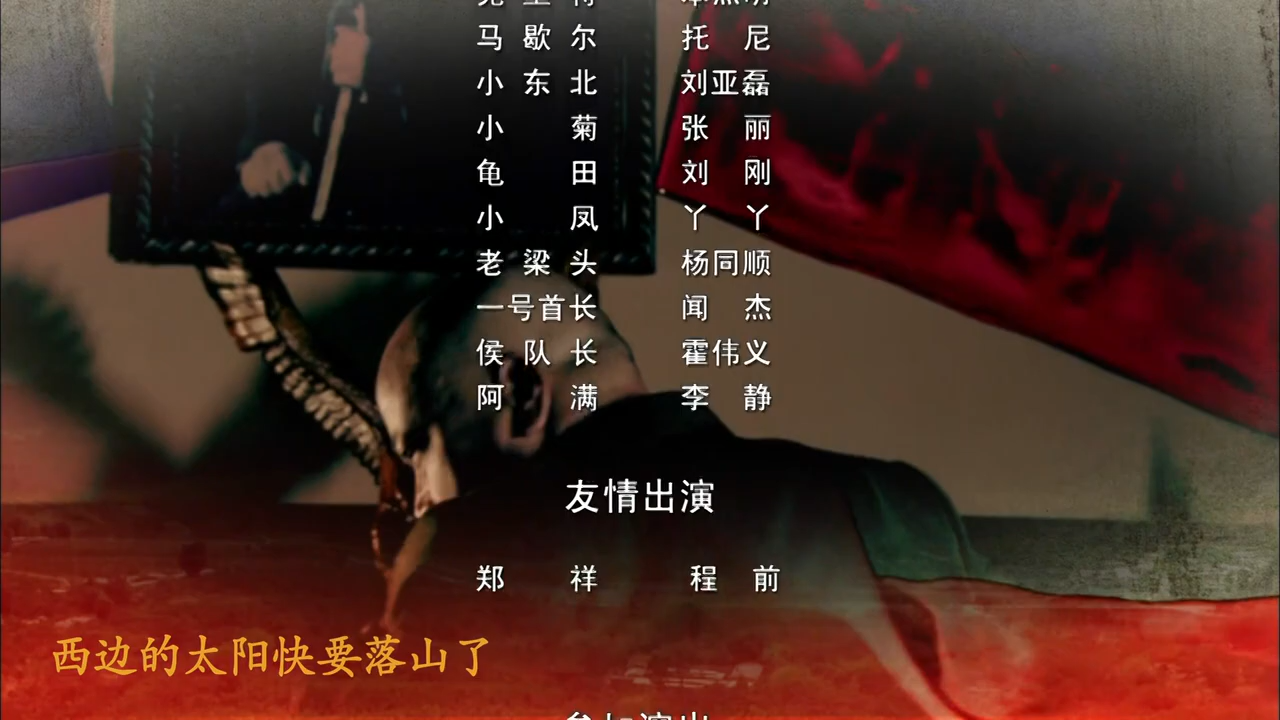 马歇尔 托尼
小东北 刘亚磊
小菊 张丽
龟田 刘刚
小凤 丫丫
老梁头 杨同顺
一号首长 闻杰
侯队长 霍伟义
阿满 李静
友情出演
郑祥 程前
西边的太阳快要落山了